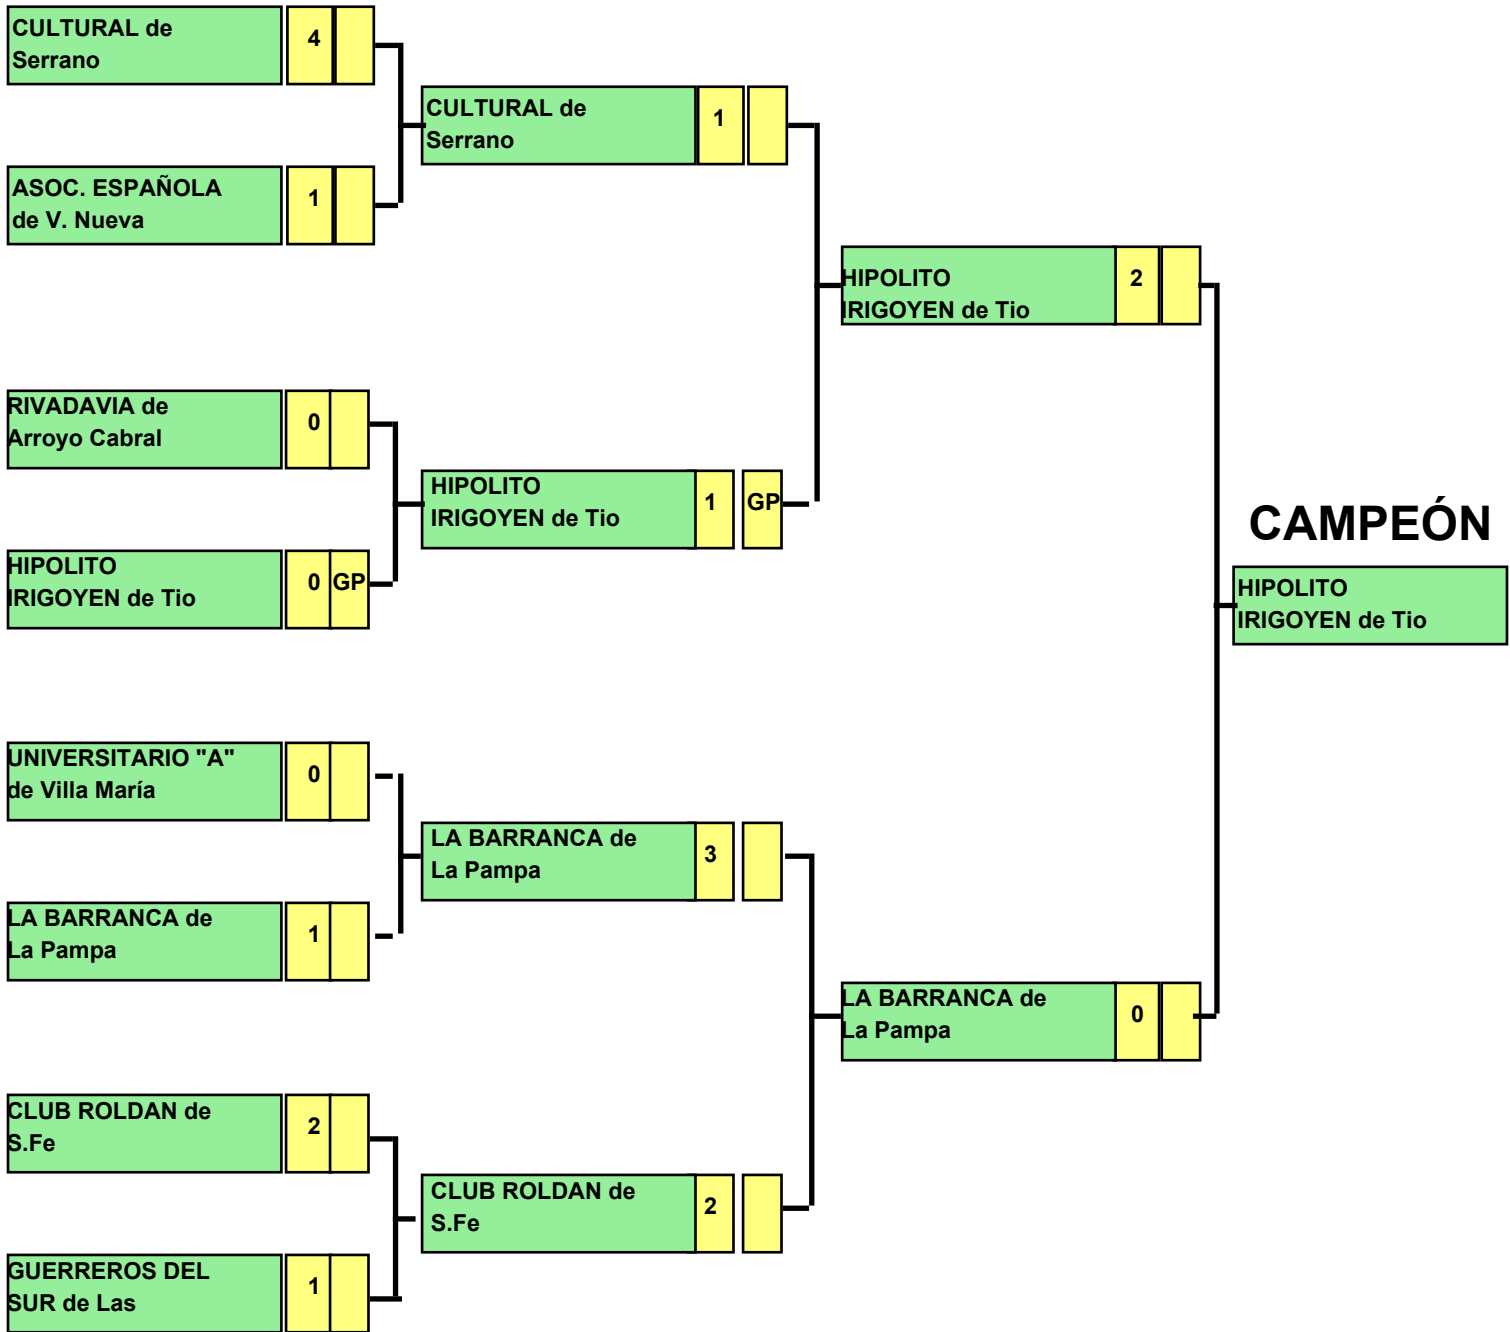 CULTURAL de
Serrano
4
ASOC. ESPAÑOLA
de V. Nueva
1
RIVADAVIA de
Arroyo Cabral
0
HIPOLITO
IRIGOYEN de Tio
0 GP
UNIVERSITARIO "A"
de Villa María
0
LA BARRANCA de
La Pampa
1
CLUB ROLDAN de
S.Fe
2
GUERREROS DEL
SUR de Las
1
CULTURAL de
Serrano
1
HIPOLITO
IRIGOYEN de Tio
1 GP
LA BARRANCA de
La Pampa
3
CLUB ROLDAN de
S.Fe
2
HIPOLITO
IRIGOYEN de Tio
2
LA BARRANCA de
La Pampa
0
CAMPEÓN
HIPOLITO
IRIGOYEN de Tio